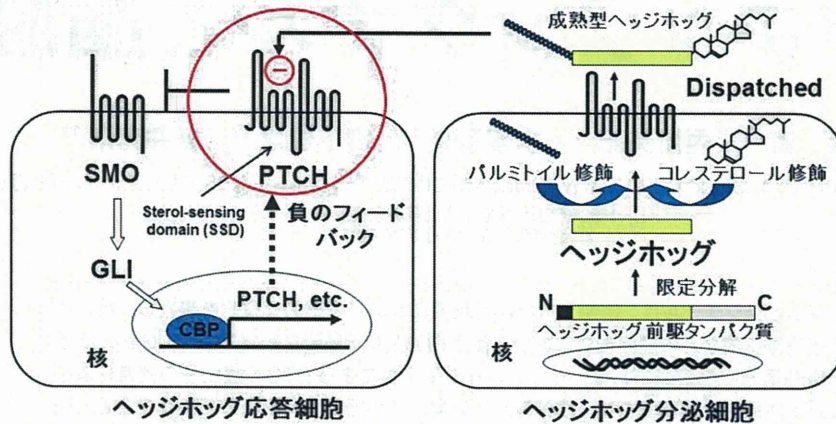 成熟型ヘッジホッグ
Dispatched
SMO
PTCH
Sterol-sensing
domain (SSD)
負のフィード
バック
GLI
PTCH, etc.
CBP
核
ヘッジホッグ応答細胞
パルミトイル修飾
コレステロール修飾
ヘッジホッグ
限定分解
N
C
ヘッジホッグ前駆タンパク質
核
ヘッジホッグ分泌細胞